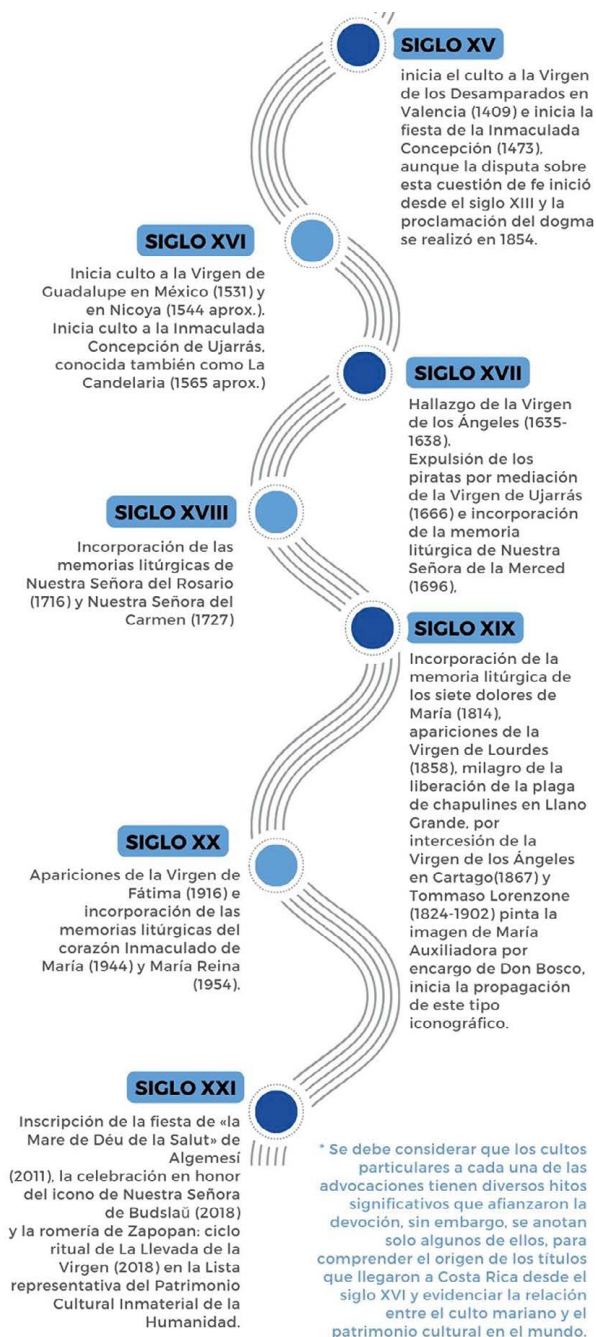 SIGLO XV
inicia el culto a la Virgen
de los Desamparados en
Valencia (1409) e inicia la
fiesta de la Inmaculada
Concepción (1473),
aunque la disputa sobre
esta cuestión de fe inició
desde el siglo XIII y la
proclamación del dogma
se realizó en 1854.
SIGLO XVI
Inicia culto a la Virgen de
Guadalupe en México (1531) y
en Nicoya (1544 aprox.).
Inicia culto a la Inmaculada
Concepción de Ujarrás,
conocida también como La
Candelaria (1565 aprox.)
SIGLO XVII
Hallazgo de la Virgen
de los Ángeles (1635-
1638).
Expulsión de los
piratas por mediación
de la Virgen de Ujarrás
(1666) e incorporación
de la memoria
litúrgica de Nuestra
Señora de la Merced
(1696),
SIGLO XVIII
Incorporación de las
memorias litúrgicas de
Nuestra Señora del Rosario
(1716) y Nuestra Señora del
Carmen (1727)
SIGLO XIX
Incorporación de la
memoria litúrgica de
los siete dolores de
María (1814),
apariciones de la
Virgen de Lourdes
(1858), milagro de la
liberación de la plaga
de chapulines en Llano
Grande, por
intercesión de la
Virgen de los Ángeles
en Cartago(1867) y
Tommaso Lorenzone
(1824-1902) pinta la
imagen de María
Auxiliadora por
encargo de Don Bosco,
inicia la propagación
de este tipo
iconográfico.
SIGLO XX
Apariciones de la Virgen de
Fátima (1916) e
incorporación de las
memorias litúrgicas del
corazón Inmaculado de
María (1944) y María Reina
(1954).
SIGLO XXI
Inscripción de la fiesta de «la
Mare de Déu de la Salut» de
Algemesí
(2011), la celebración en honor
del icono de Nuestra Señora
de Budslaŭ (2018)
y la romería de Zapopan: ciclo
ritual de La Llevada de la
Virgen (2018) en la Lista
representativa del Patrimonio
Cultural Inmaterial de la
Humanidad.
* Se debe considerar que los cultos
particulares a cada una de las
advocaciones tienen diversos hitos
significativos que afianzaron la
devoción, sin embargo, se anotan
solo algunos de ellos, para
comprender el origen de los títulos
que llegaron a Costa Rica desde el
siglo XVI y evidenciar la relación
entre el culto mariano y el
patrimonio cultural en el mundo.